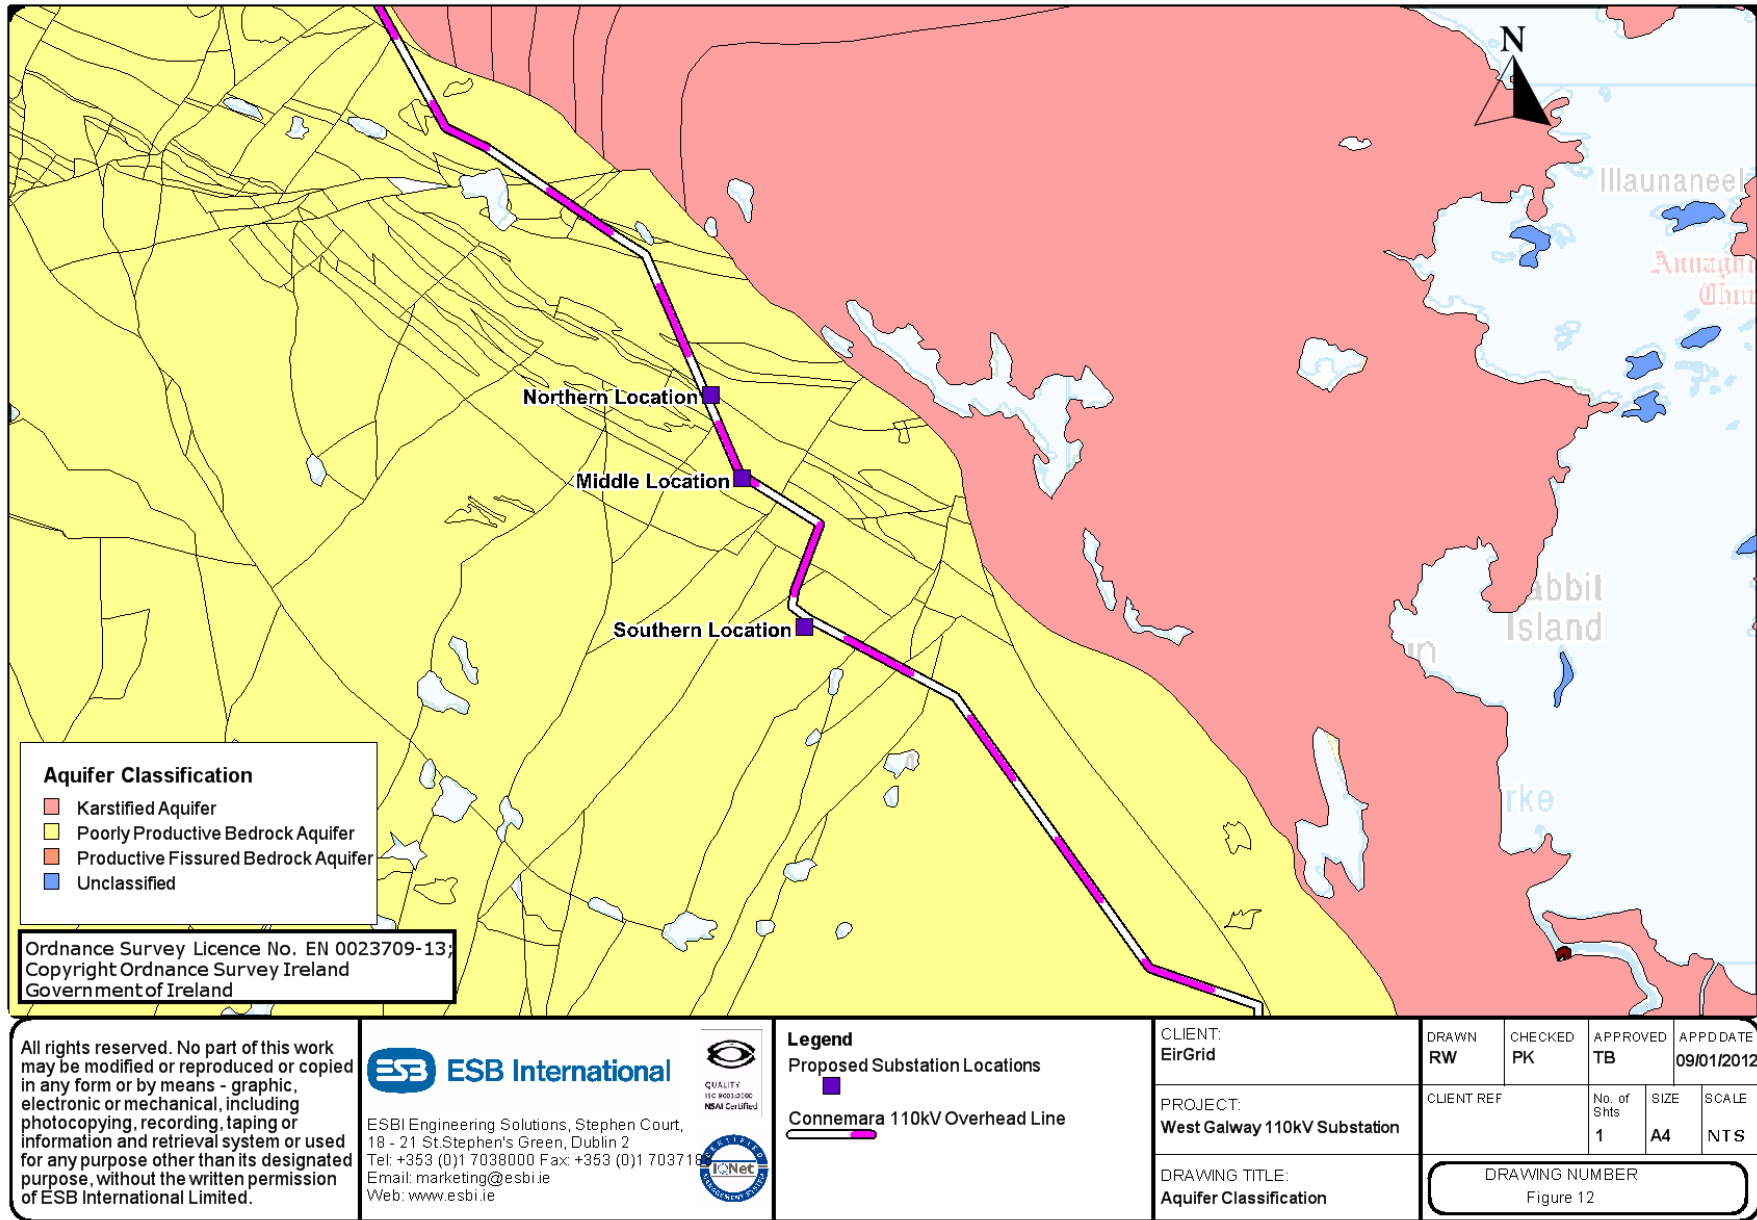 N
Illaunaneel
Annagh
Chur
Northern Location
Middle Location
Southern Location
abbit
Island
rke
Aquifer Classification
Karstified Aquifer
Poorly Productive Bedrock Aquifer
Productive Fissured Bedrock Aquifer
Unclassified
Ordnance Survey Licence No. EN 0023709-13;
Copyright Ordnance Survey Ireland
Government of Ireland
All rights reserved. No part of this work
may be modified or reproduced or copied
in any form or by means - graphic,
electronic or mechanical, including
photocopying, recording, taping or
information and retrieval system or used
for any purpose other than its designated
purpose, without the written permission
of ESB International Limited.
ESB International
QUALITY
ISC 9001:2000
NSAI Certified
ESBI Engineering Solutions, Stephen Court,
18 - 21 St.Stephen's Green, Dublin 2
Tel: +353 (0)1 7038000 Fax: +353 (0)1 703718
Email: marketing@esbi.ie
Web: www.esbi.ie
CERTIFIED
IQNet
MANAGEMENT SYSTEM
Legend
Proposed Substation Locations
Connemara 110kV Overhead Line
CLIENT:
EirGrid
PROJECT:
West Galway 110kV Substation
DRAWING TITLE:
Aquifer Classification
DRAWN CHECKED APPROVED APPD DATE
RW PK TB 09/01/2012
CLIENT REF No. of Shts SIZE SCALE
1 A4 NTS
DRAWING NUMBER
Figure 12